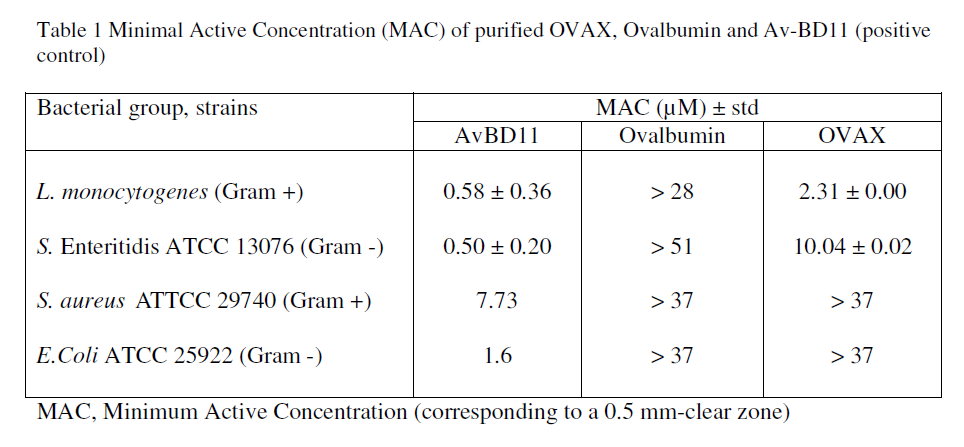 Table 1 Minimal Active Concentration (MAC) of purified OVAX, Ovalbumin and Av-BD11 (positive
control)
Bacterial group, strains MAC (µM) ± std
AvBD11 Ovalbumin OVAX
L. monocytogenes (Gram +) 0.58 ± 0.36 > 28 2.31 ± 0.00
S. Enteritidis ATCC 13076 (Gram -) 0.50 ± 0.20 > 51 10.04 ± 0.02
S. aureus ATTCC 29740 (Gram +) 7.73 > 37 > 37
E.Coli ATCC 25922 (Gram -) 1.6 > 37 > 37
MAC, Minimum Active Concentration (corresponding to a 0.5 mm-clear zone)